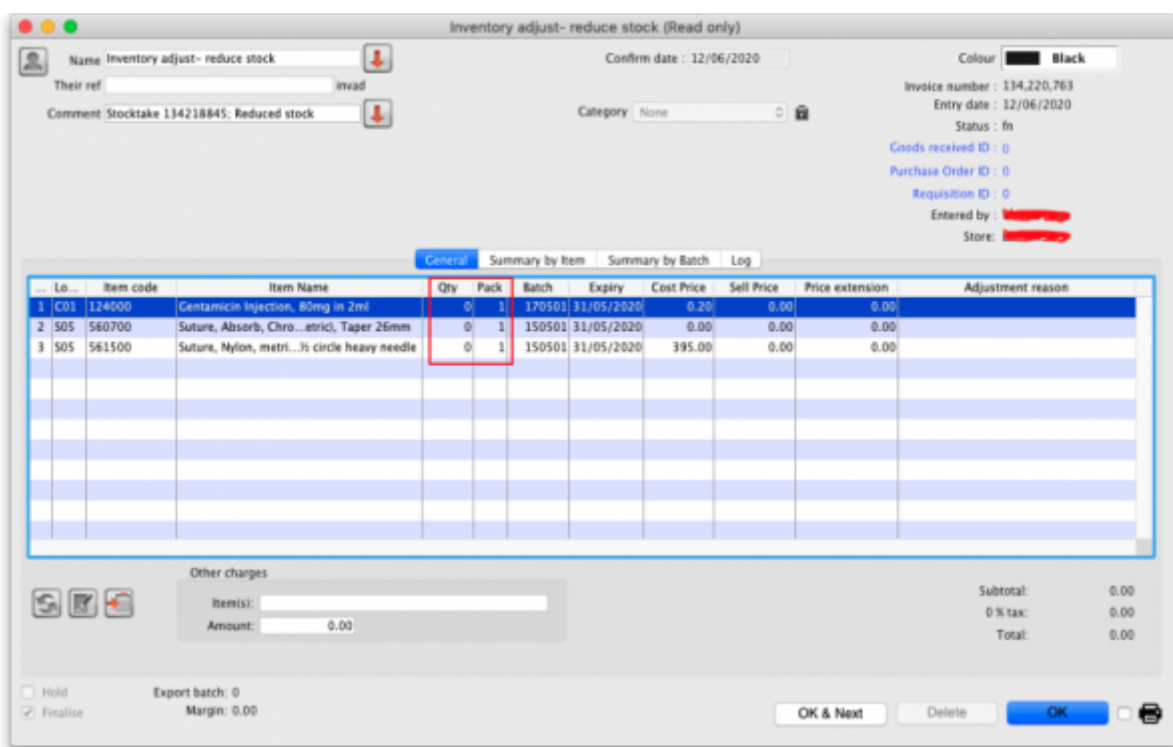 Inventory adjust- reduce stock (Read only)
Name Inventory adjust- reduce stock
Confirm date : 12/06/2020
Colour Black
Their ref invad
Invoice number : 134,220,763
Comment Stocktake 134218845; Reduced stock
Category None
Entry date : 12/06/2020
Status : fn
Goods received ID : 0
Purchase Order ID : 0
Requisition ID : 0
Entered by :
Store:
General Summary by Item Summary by Batch Log
... Lo... Item code Item Name Qty Pack Batch Expiry Cost Price Sell Price Price extension Adjustment reason
1 C01 124000 Gentamicin Injection, 80mg in 2ml 0 1 170501 31/05/2020 0.20 0.00 0.00
2 S05 560700 Suture, Absorb, Chro...etric), Taper 26mm 0 1 150501 31/05/2020 0.00 0.00 0.00
3 S05 561500 Suture, Nylon, metri...½ circle heavy needle 0 1 150501 31/05/2020 395.00 0.00 0.00
Other charges
Item(s):
Amount: 0.00
Subtotal: 0.00
0 % tax: 0.00
Total: 0.00
Hold
Export batch: 0
Finalise
Margin: 0.00
OK & Next Delete OK